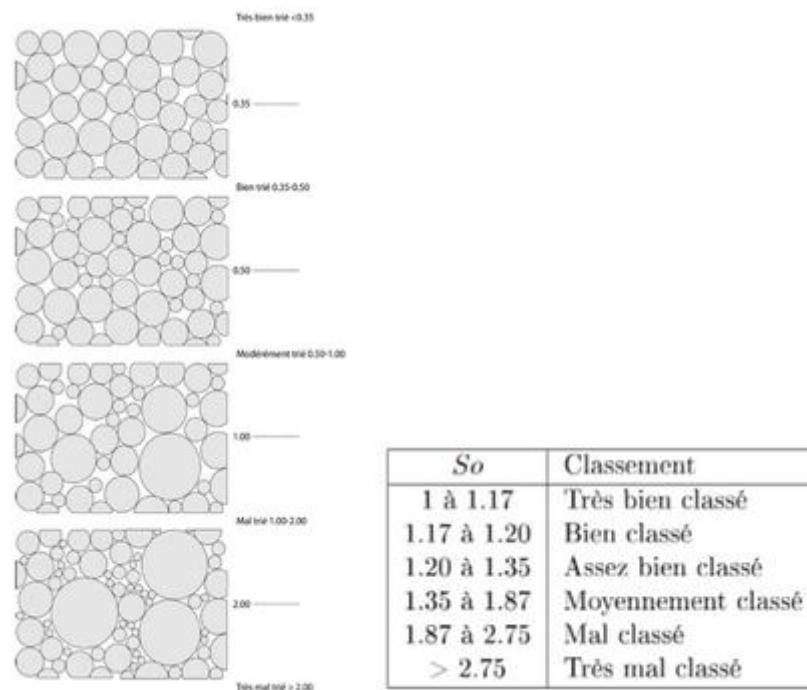 Très bien trié <0.35
0.35
Bien trié 0.35-0.50
0.50
Modérément trié 0.50-1.00
1.00
Mal trié 1.00-2.00
2.00
Très mal trié > 2.00
So Classement
1 à 1.17 Très bien classé
1.17 à 1.20 Bien classé
1.20 à 1.35 Assez bien classé
1.35 à 1.87 Moyennement classé
1.87 à 2.75 Mal classé
> 2.75 Très mal classé